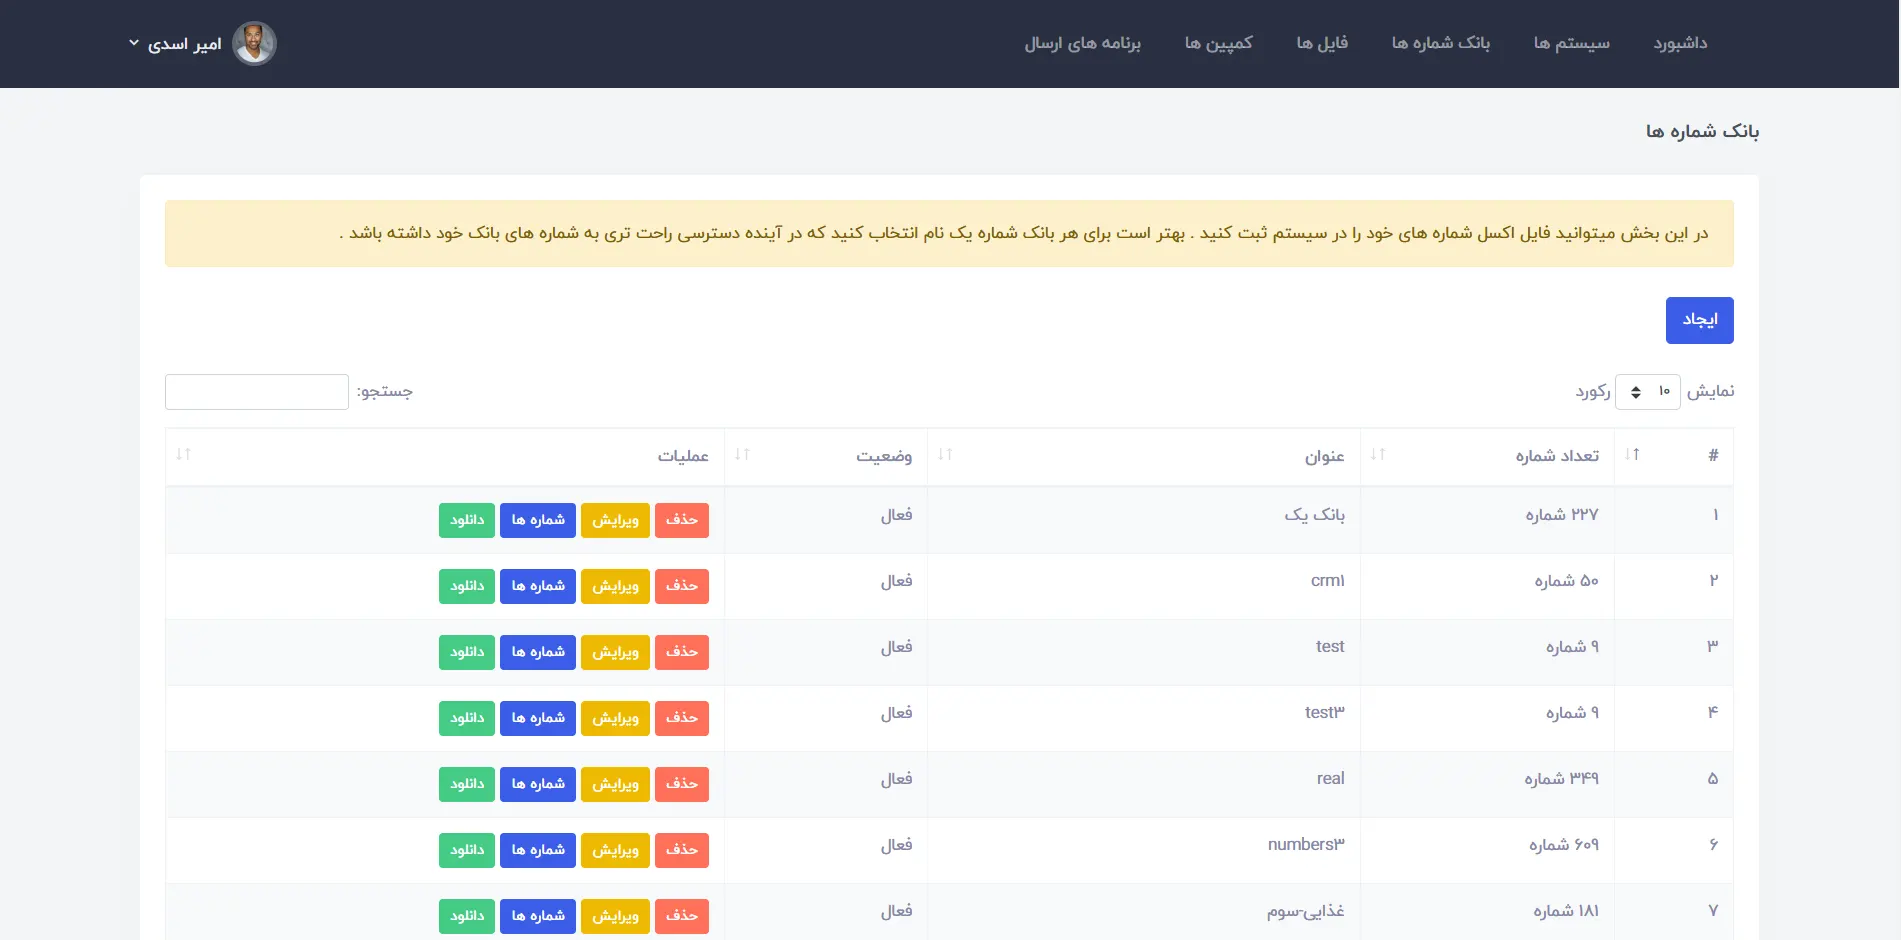 داشبورد سیستم ها بانک شماره ها فایل ها کمپین ها برنامه های ارسال امیر اسدی
بانک شماره ها
در این بخش میتوانید فایل اکسل شماره های خود را در سیستم ثبت کنید . بهتر است برای هر بانک شماره یک نام انتخاب کنید که در آینده دسترسی راحت تری به شماره های بانک خود داشته باشد .
ایجاد
نمایش ۱۰ رکورد جستجو:
# تعداد شماره عنوان وضعیت عملیات
۱ ۲۲۷ شماره بانک یک فعال حذف ویرایش شماره ها دانلود
۲ ۵۰ شماره crm۱ فعال حذف ویرایش شماره ها دانلود
۳ ۹ شماره test فعال حذف ویرایش شماره ها دانلود
۴ ۹ شماره test۳ فعال حذف ویرایش شماره ها دانلود
۵ ۳۴۹ شماره real فعال حذف ویرایش شماره ها دانلود
۶ ۶۰۹ شماره numbers۳ فعال حذف ویرایش شماره ها دانلود
۷ ۱۸۱ شماره غذایی-سوم فعال حذف ویرایش شماره ها دانلود